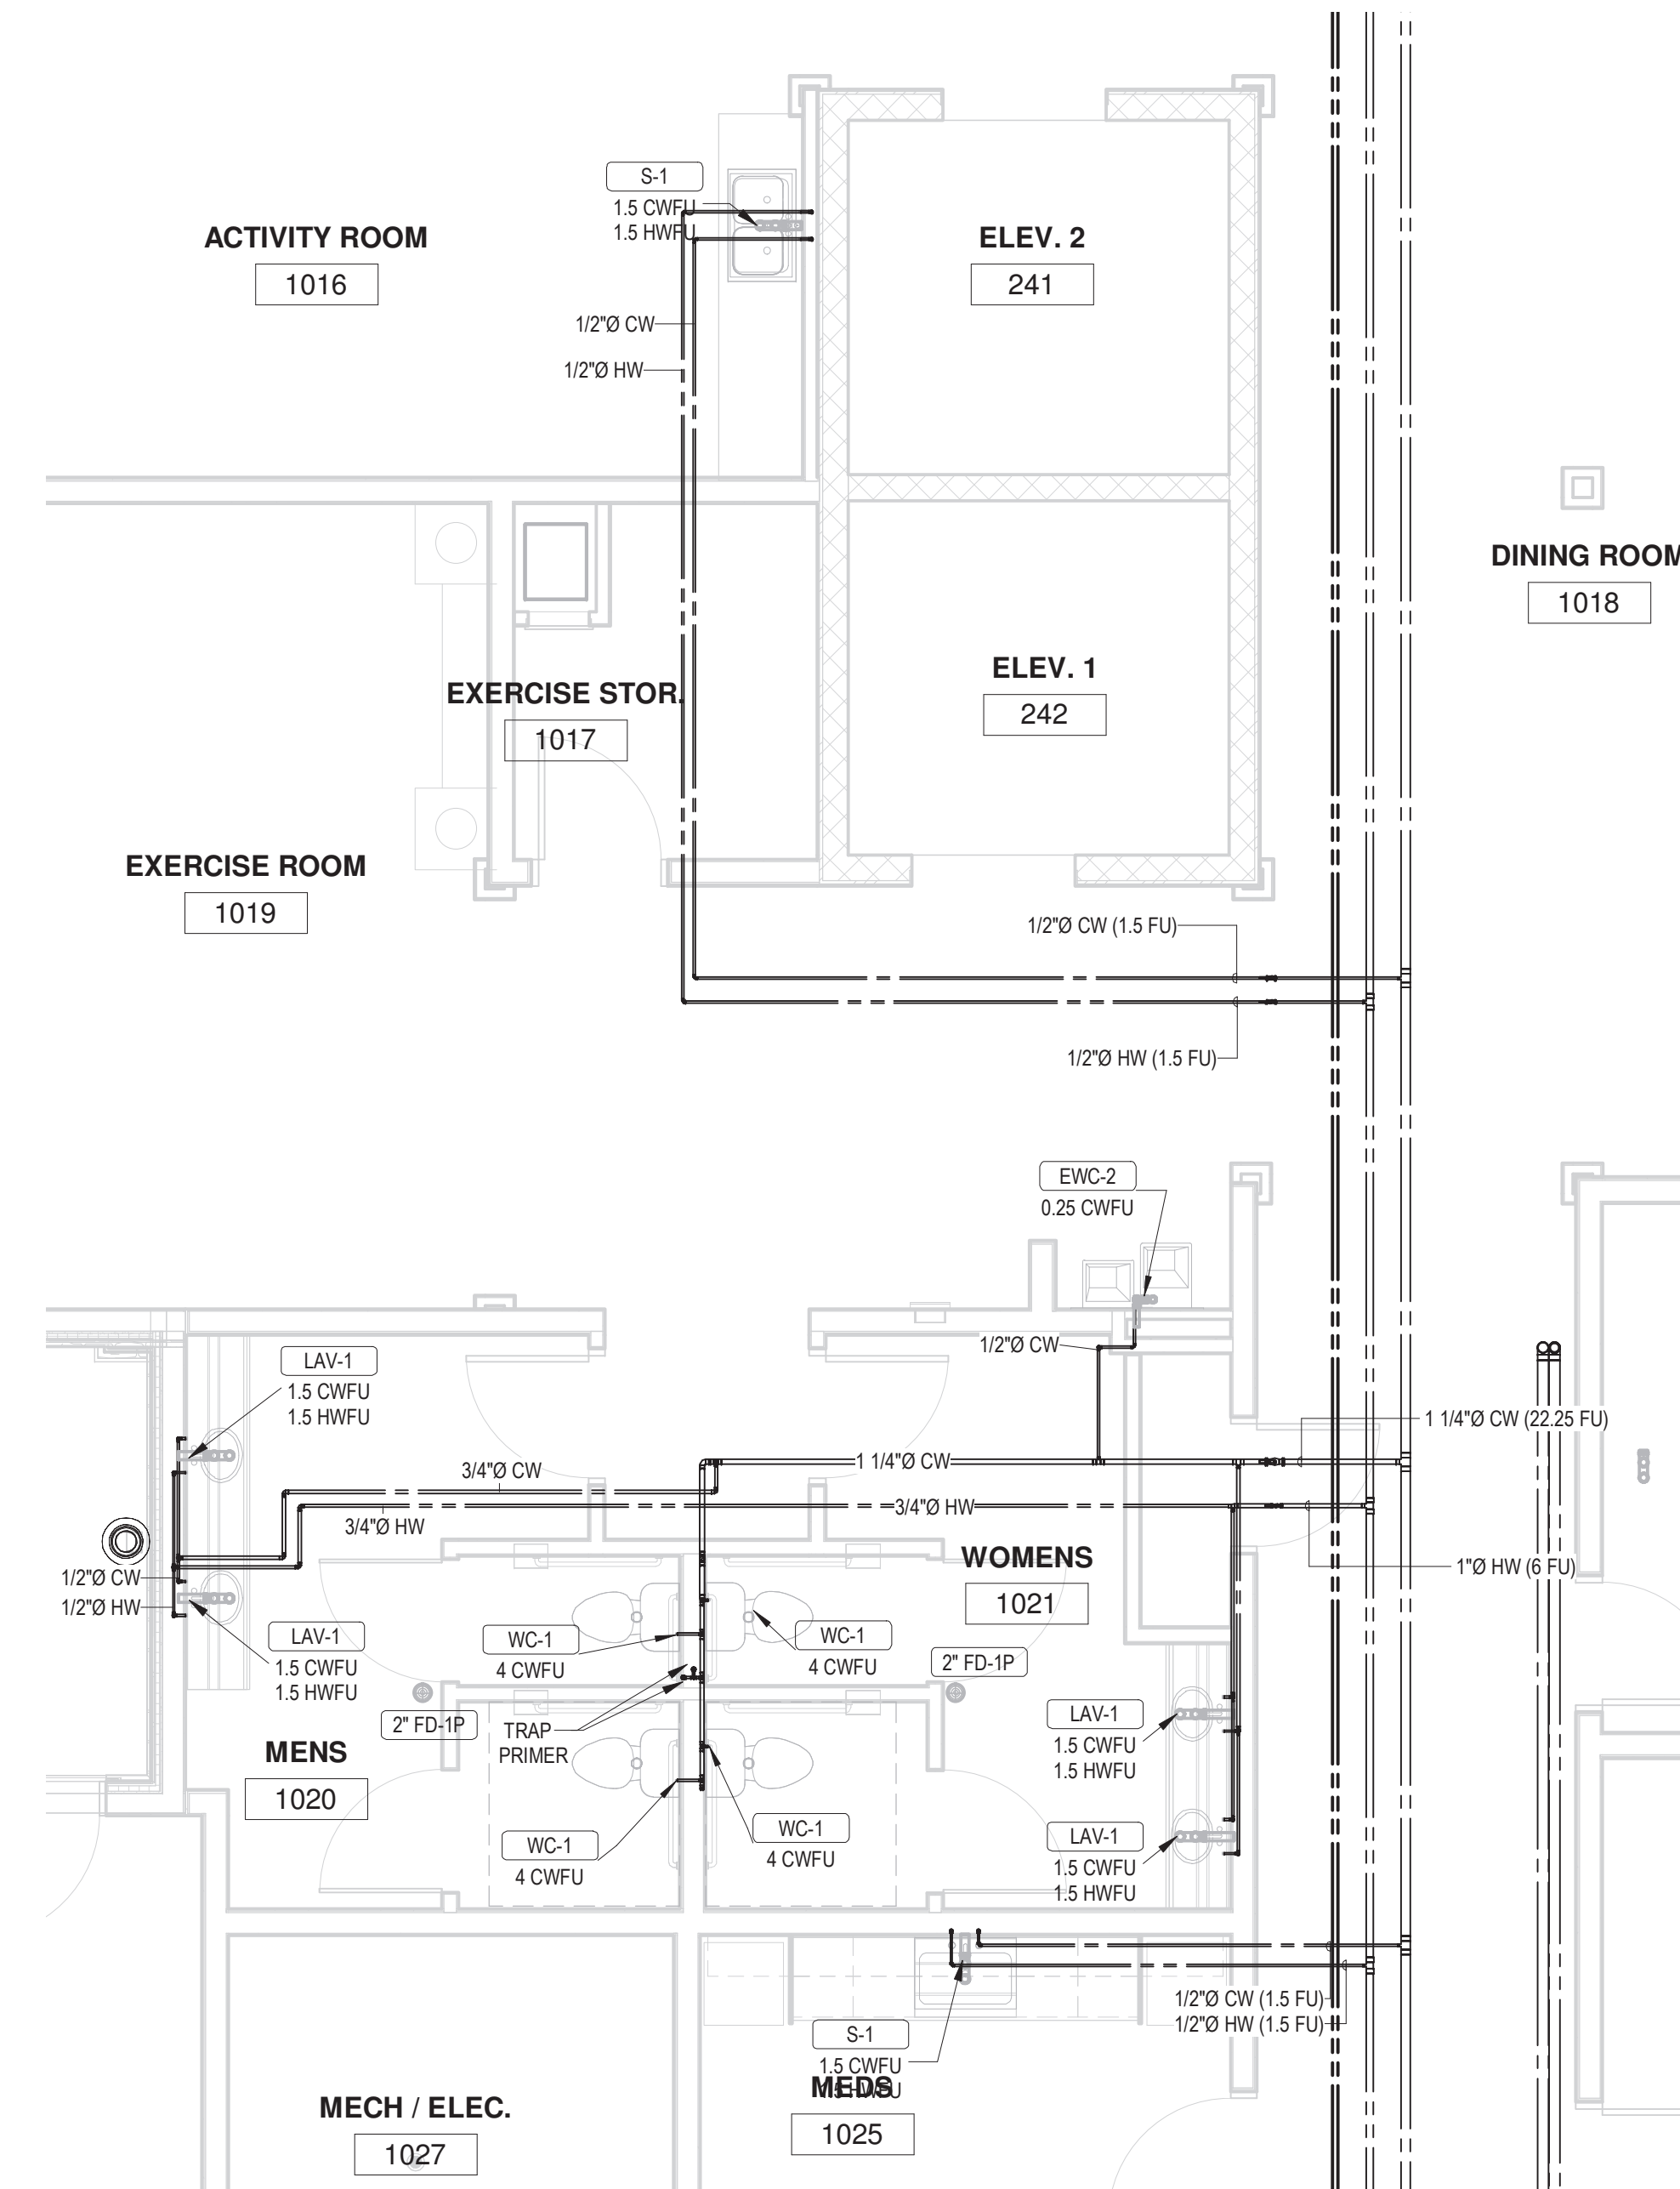 S-1
1.5 CWFU
1.5 HWFU
ACTIVITY ROOM
1016
ELEV. 2
241
1/2"Ø CW
1/2"Ø HW
DINING ROOM
1018
ELEV. 1
242
EXERCISE STOR.
1017
EXERCISE ROOM
1019
1/2"Ø CW (1.5 FU)
1/2"Ø HW (1.5 FU)
EWC-2
0.25 CWFU
1/2"Ø CW
LAV-1
1.5 CWFU
1.5 HWFU
1 1/4"Ø CW (22.25 FU)
1 1/4"Ø CW
3/4"Ø CW
3/4"Ø HW
3/4"Ø HW
WOMENS
1021
1"Ø HW (6 FU)
1/2"Ø CW
1/2"Ø HW
LAV-1
1.5 CWFU
1.5 HWFU
WC-1
4 CWFU
WC-1
4 CWFU
2" FD-1P
2" FD-1P
TRAP
PRIMER
LAV-1
1.5 CWFU
1.5 HWFU
MENS
1020
WC-1
4 CWFU
WC-1
4 CWFU
LAV-1
1.5 CWFU
1.5 HWFU
1/2"Ø CW (1.5 FU)
1/2"Ø HW (1.5 FU)
S-1
1.5 CWFU
1.5 HWFU
MEDS
1025
MECH / ELEC.
1027